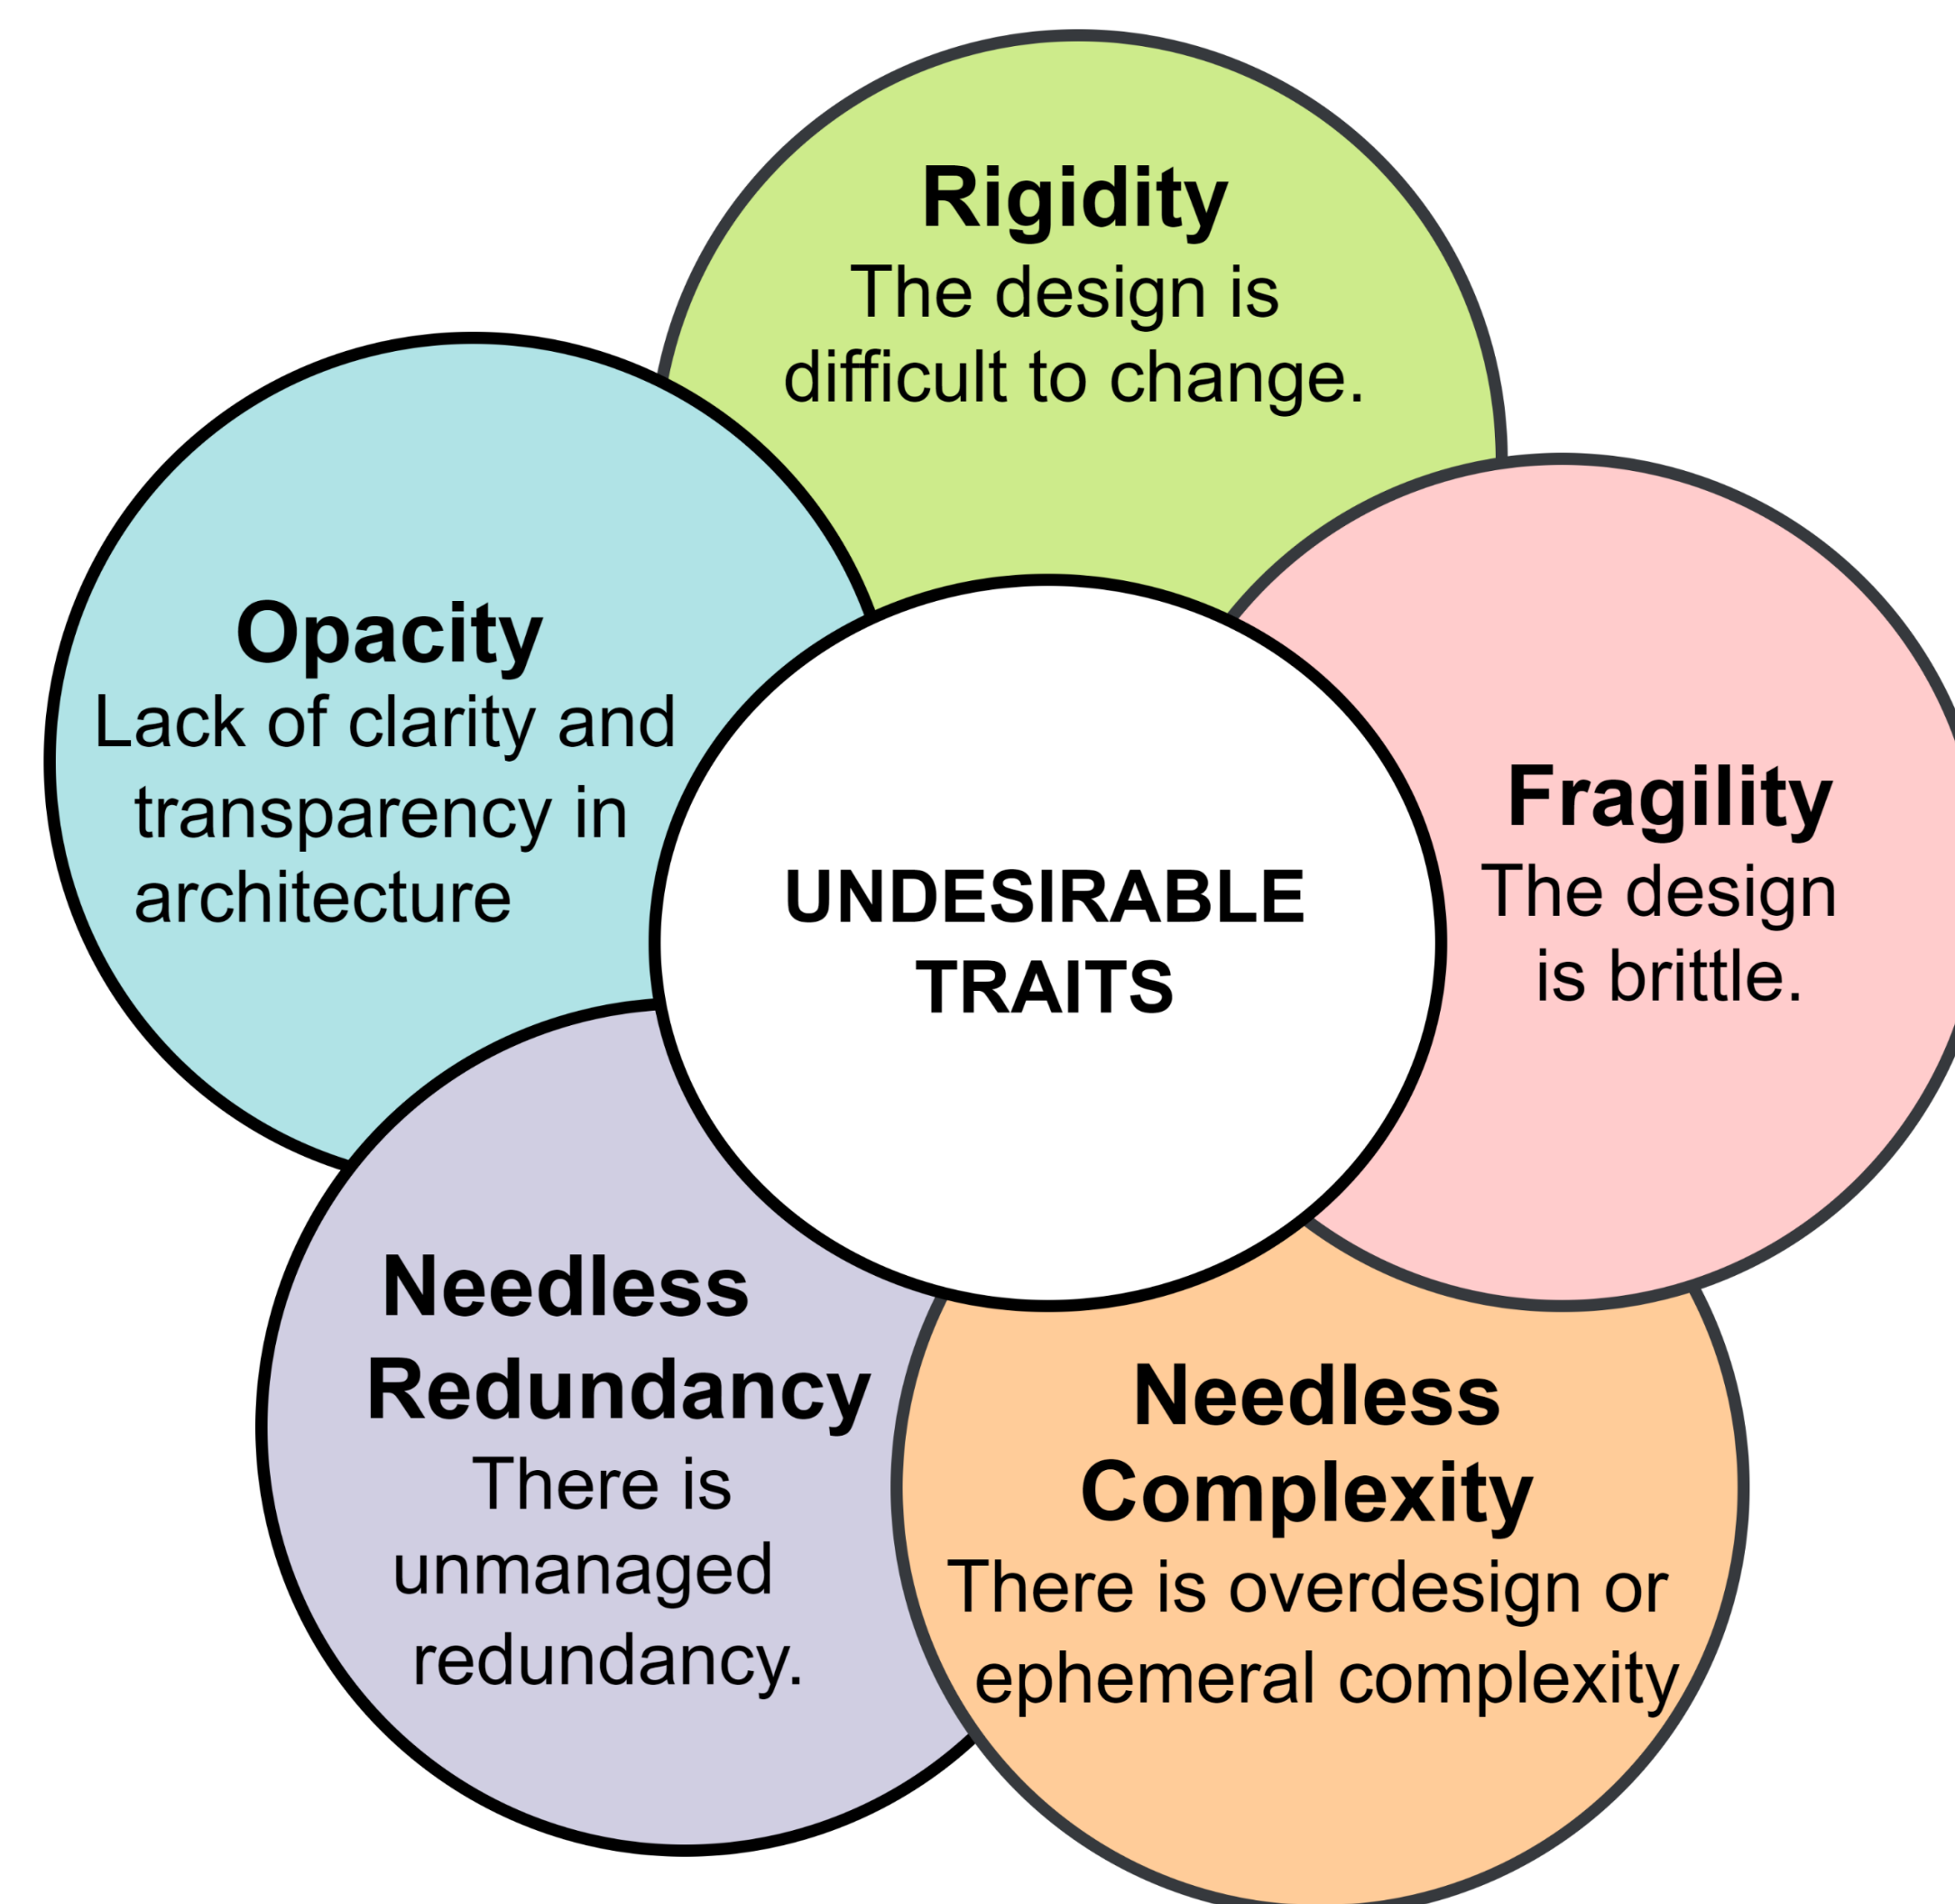 Rigidity
The design is
difficult to change.
Opacity
Lack of clarity and
transparency in
architecture
Fragility
The design
is brittle.
UNDESIRABLE
TRAITS
Needless
Redundancy
There is
unmanaged
redundancy.
Needless
Complexity
There is overdesign or
ephemeral complexity